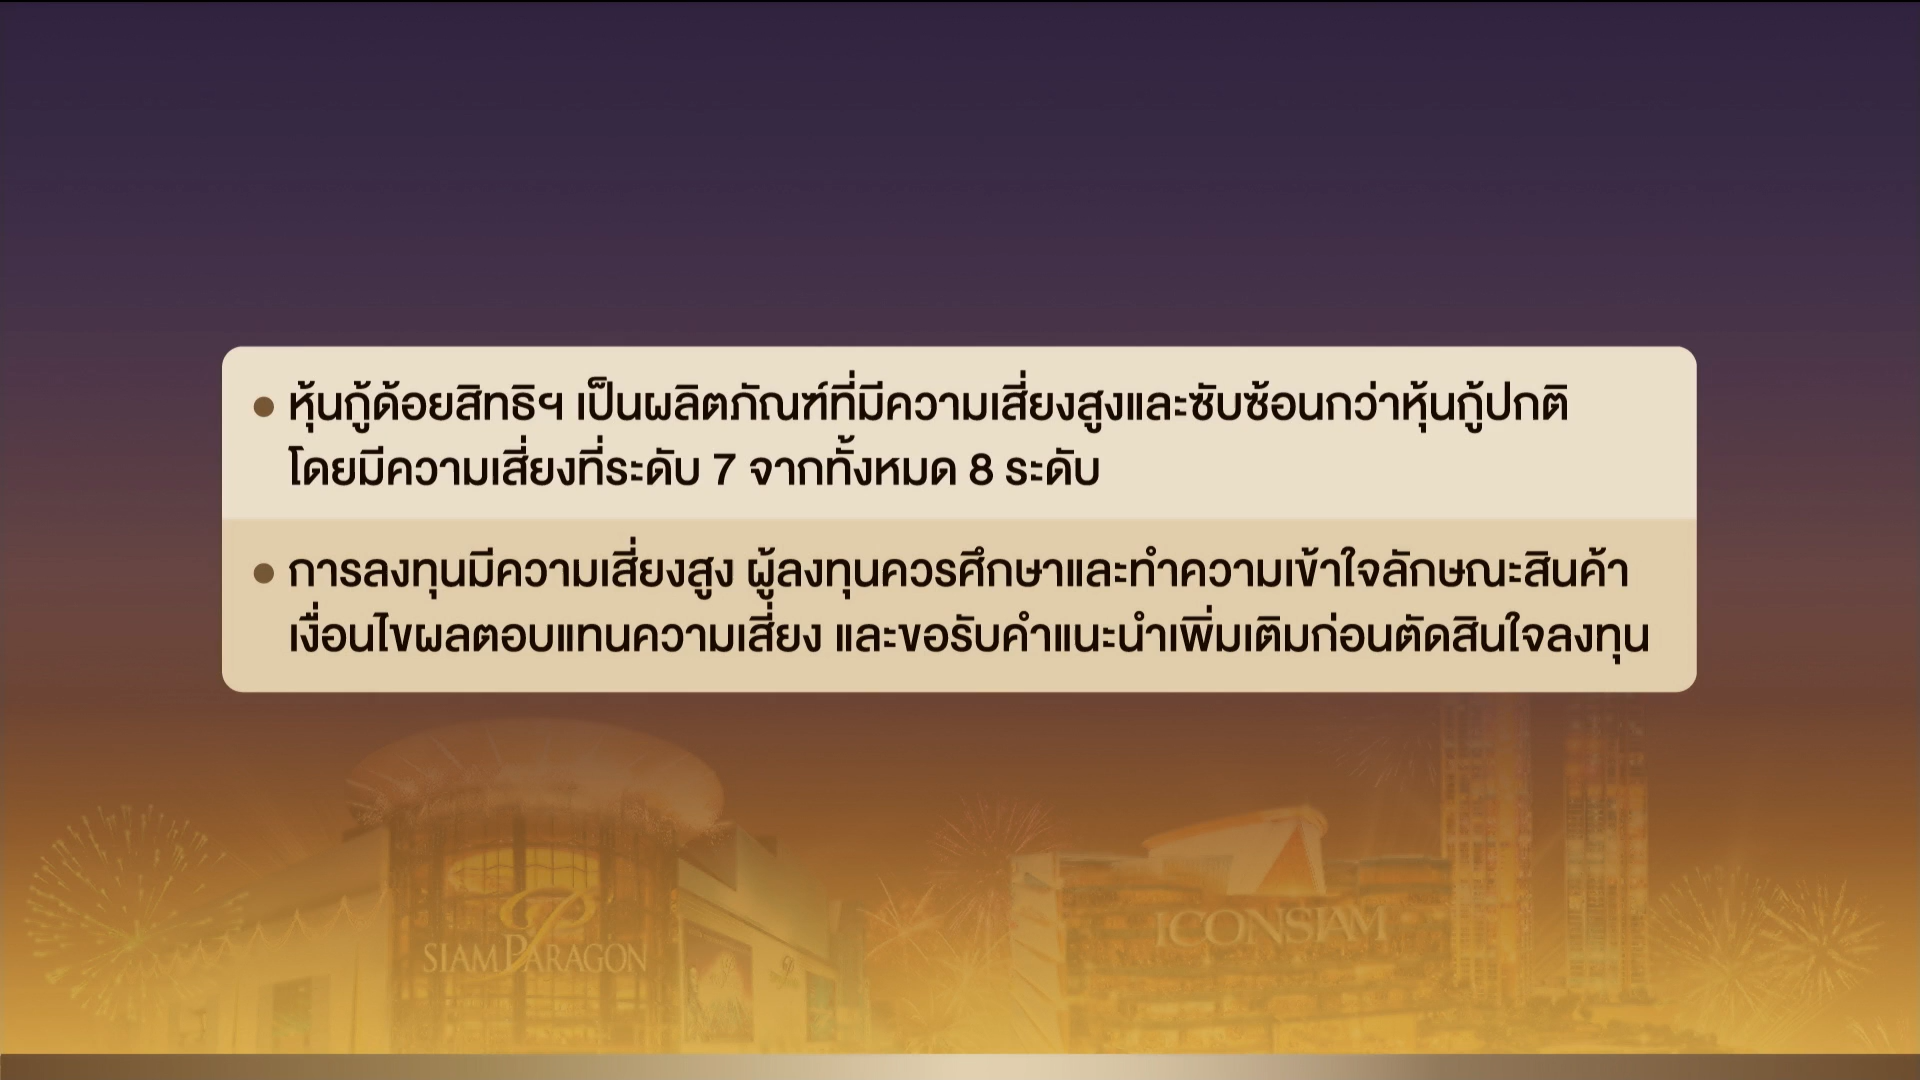 • หุ้นกู้ด้อยสิทธิฯ เป็นผลิตภัณฑ์ที่มีความเสี่ยงสูงและซับซ้อนกว่าหุ้นกู้ปกติ
โดยมีความเสี่ยงที่ระดับ 7 จากทั้งหมด 8 ระดับ
• การลงทุนมีความเสี่ยงสูง ผู้ลงทุนควรศึกษาและทำความเข้าใจลักษณะสินค้า
เงื่อนไขผลตอบแทนความเสี่ยง และขอรับคำแนะนำเพิ่มเติมก่อนตัดสินใจลงทุน
SIAM PARAGON
ICONSIAM